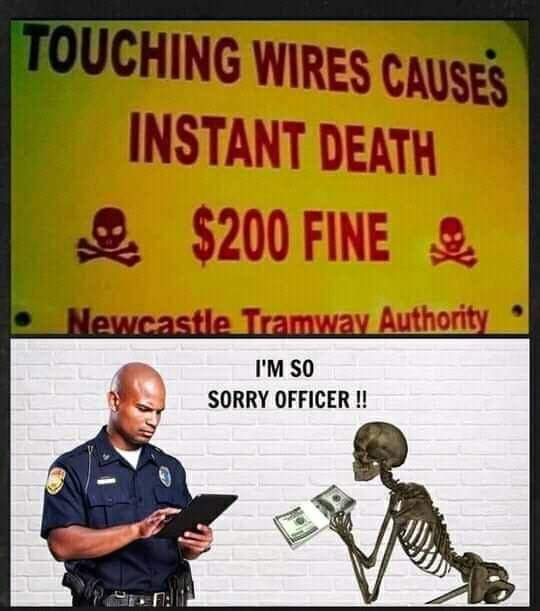 TOUCHING WIRES CAUSES
INSTANT DEATH
$200 FINE
Newcastle Tramway Authority
I'M SO
SORRY OFFICER !!